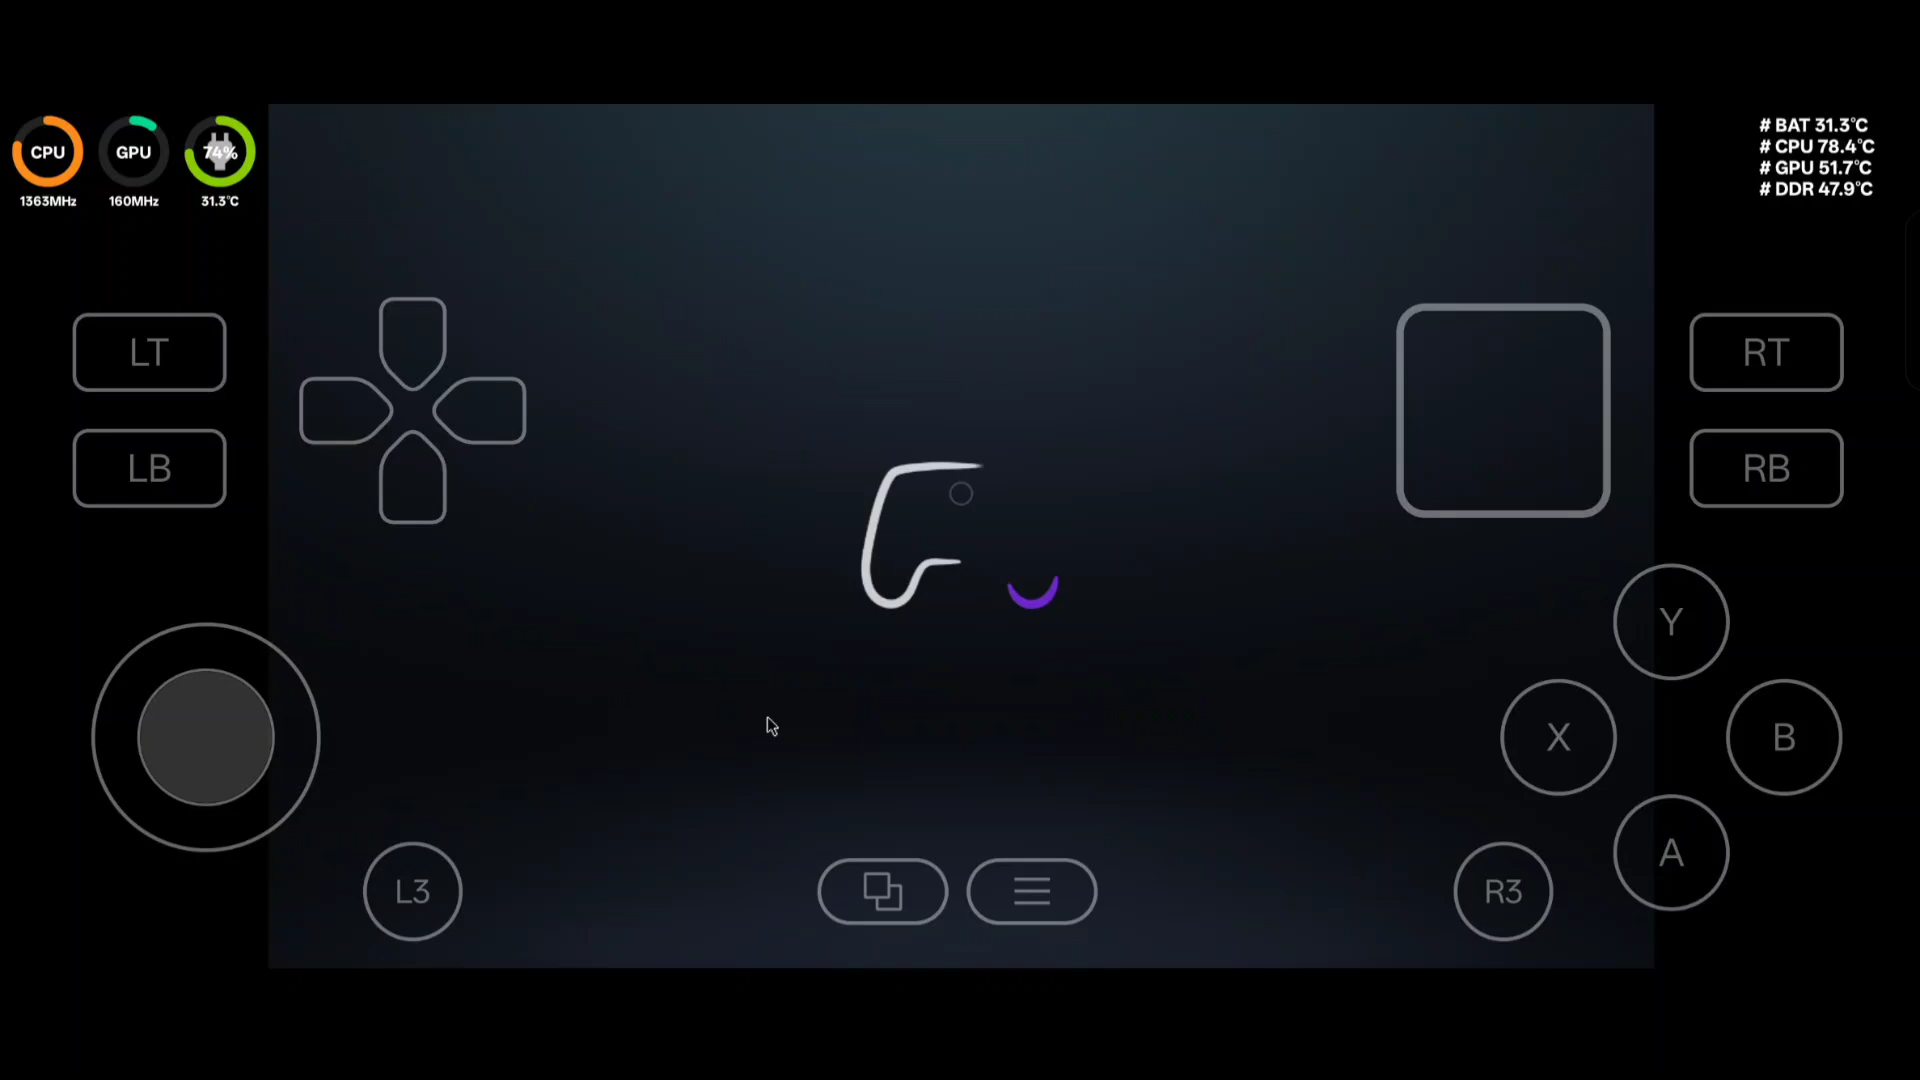 CPU
GPU
74%
1363MHz
160MHz
31.3°C
# BAT 31.3°C
# CPU 78.4°C
# GPU 51.7°C
# DDR 47.9°C
LT
RT
LB
RB
Y
X
B
A
L3
R3